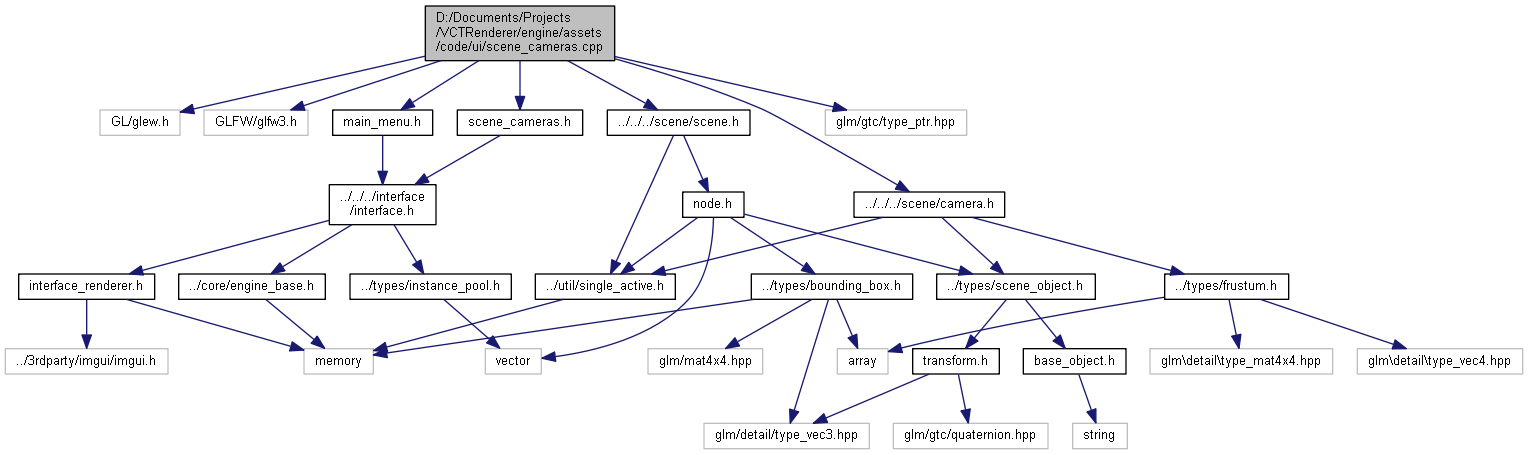 D:/Documents/Projects
/VCTRenderer/engine/assets
/code/ui/scene_cameras.cpp
GL/glew.h
GLFW/glfw3.h
main_menu.h
scene_cameras.h
../../../scene/scene.h
glm/gtc/type_ptr.hpp
../../../interface
/interface.h
node.h
../../../scene/camera.h
interface_renderer.h
../core/engine_base.h
../types/instance_pool.h
../util/single_active.h
../types/bounding_box.h
../types/scene_object.h
../types/frustum.h
../3rdparty/imgui/imgui.h
memory
vector
glm/mat4x4.hpp
array
transform.h
base_object.h
glm\detail\type_mat4x4.hpp
glm\detail\type_vec4.hpp
glm/detail/type_vec3.hpp
glm/gtc/quaternion.hpp
string